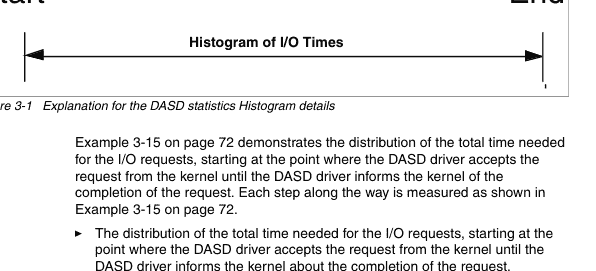 Histogram of I/O Times
re 3-1 Explanation for the DASD statistics Histogram details
Example 3-15 on page 72 demonstrates the distribution of the total time needed
for the I/O requests, starting at the point where the DASD driver accepts the
request from the kernel until the DASD driver informs the kernel of the
completion of the request. Each step along the way is measured as shown in
Example 3-15 on page 72.
► The distribution of the total time needed for the I/O requests, starting at the
point where the DASD driver accepts the request from the kernel until the
DASD driver informs the kernel about the completion of the request.